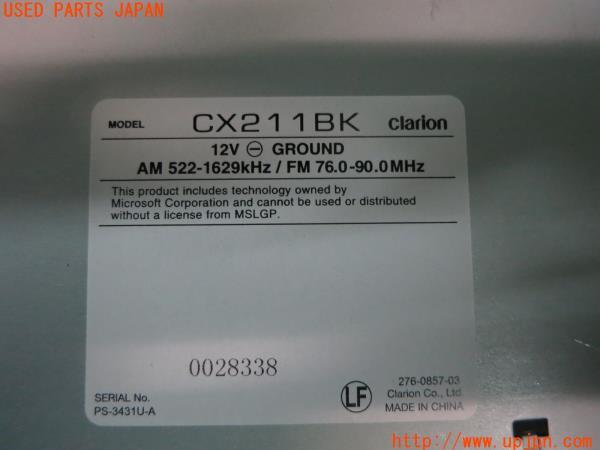 USED PARTS JAPAN
MODEL CX211BK clarion
12V ⊖ GROUND
AM 522-1629kHz / FM 76.0-90.0MHz
This product includes technology owned by
Microsoft Corporation and cannot be used or distributed
without a license from MSLGP.
0028338
SERIAL No.
PS-3431U-A
LF
276-0857-03
Clarion Co., Ltd.
MADE IN CHINA
http://www.upjpn.com/